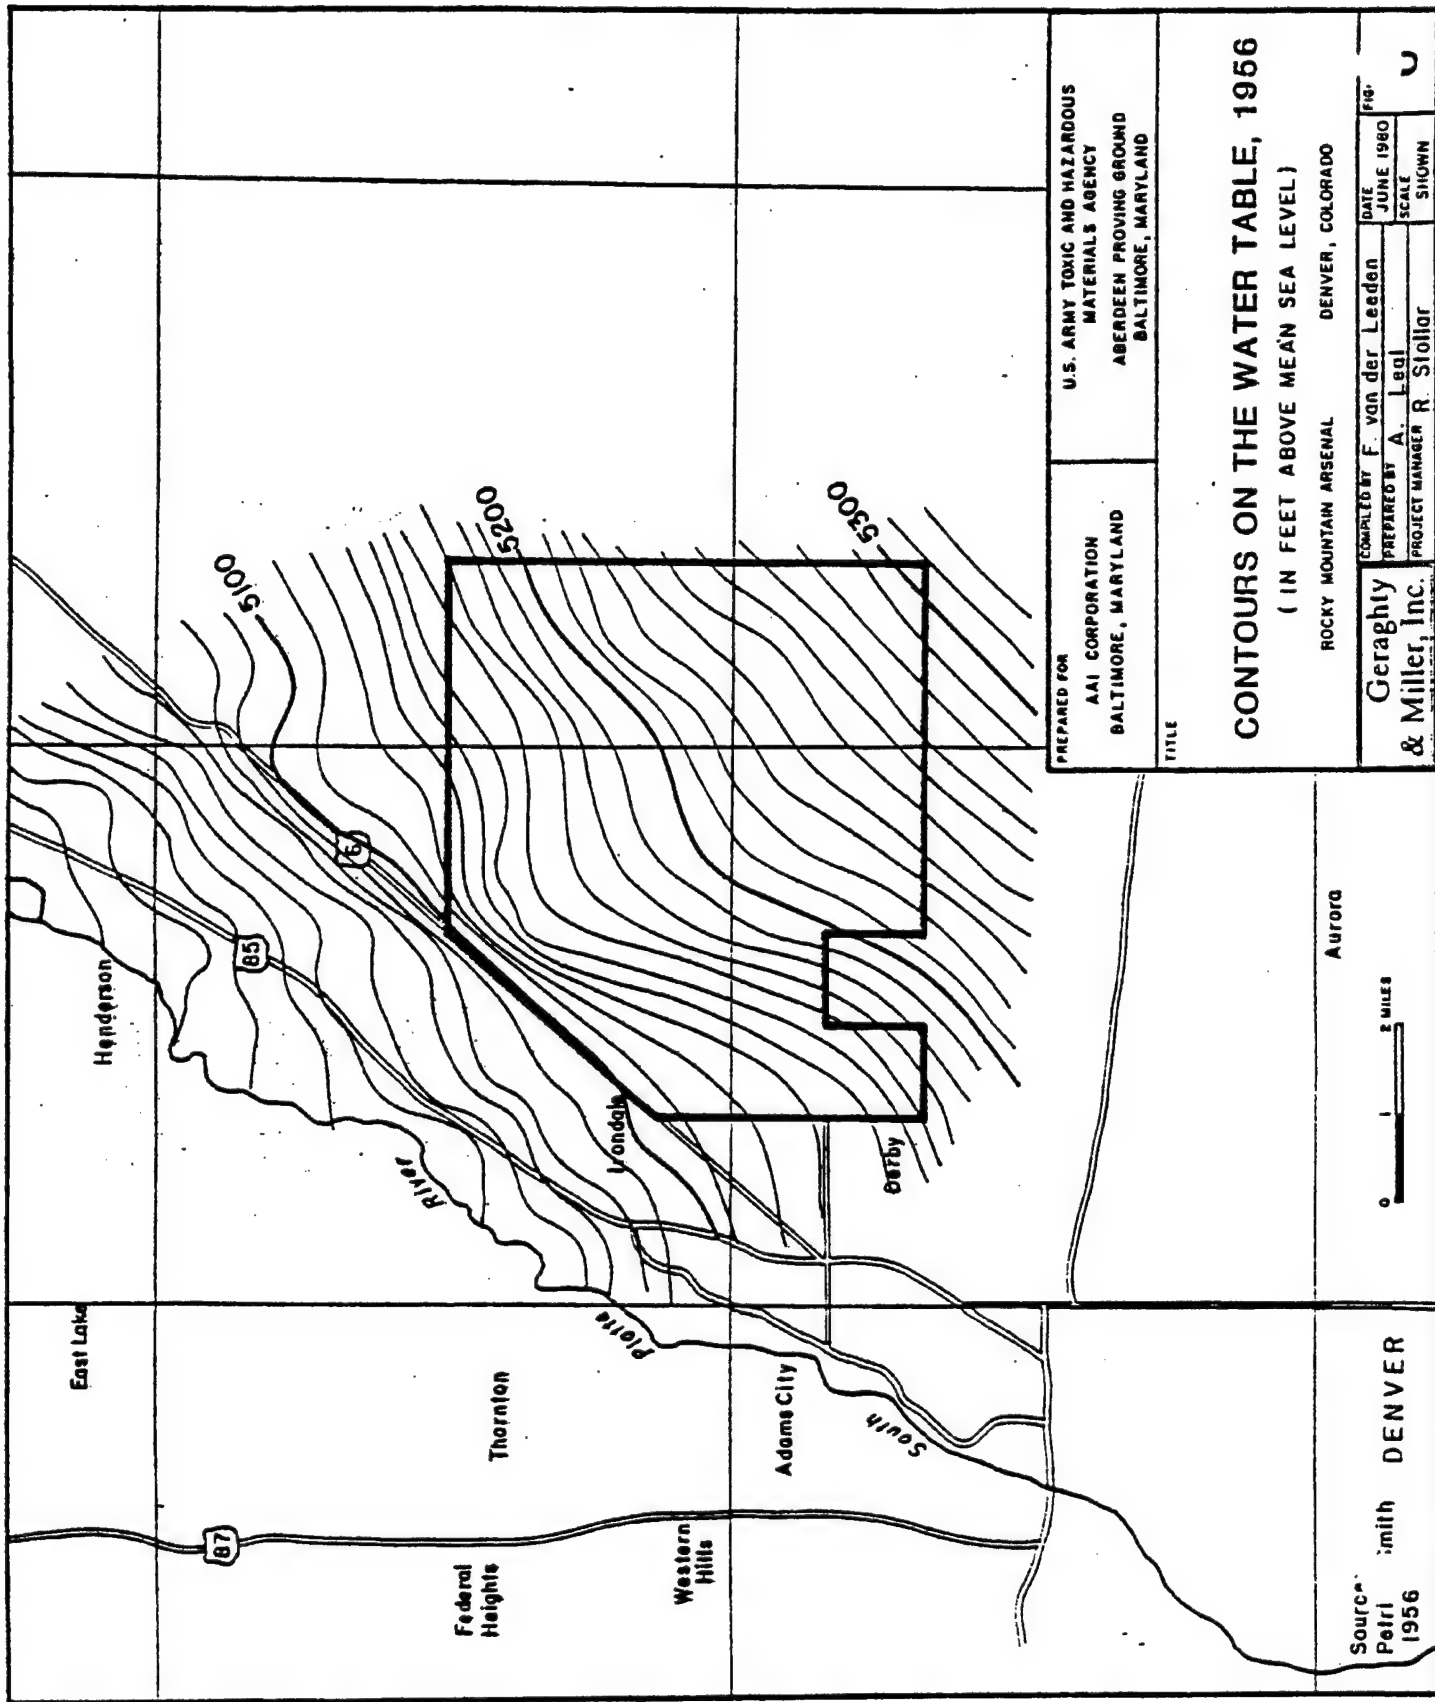 East Lake
Henderson
87
85
76
5100
Thornton
Federal
Heights
River
Irondale
5200
Western
Hills
Platte
Adams City
South
Derby
5300
Aurora
0 1 2 MILES
DENVER
Petri
1956
PREPARED FOR
AAI CORPORATION
BALTIMORE, MARYLAND
U.S. ARMY TOXIC AND HAZARDOUS
MATERIALS AGENCY
ABERDEEN PROVING GROUND
BALTIMORE, MARYLAND
TITLE
CONTOURS ON THE WATER TABLE, 1956
( IN FEET ABOVE MEAN SEA LEVEL)
ROCKY MOUNTAIN ARSENAL DENVER, COLORADO
Geraghty
& Miller, Inc.
COMPILED BY F. van der Leeden
PREPARED BY A. Leal
PROJECT MANAGER R. Stollar
DATE
JUNE 1980
SCALE
SHOWN
FIG.